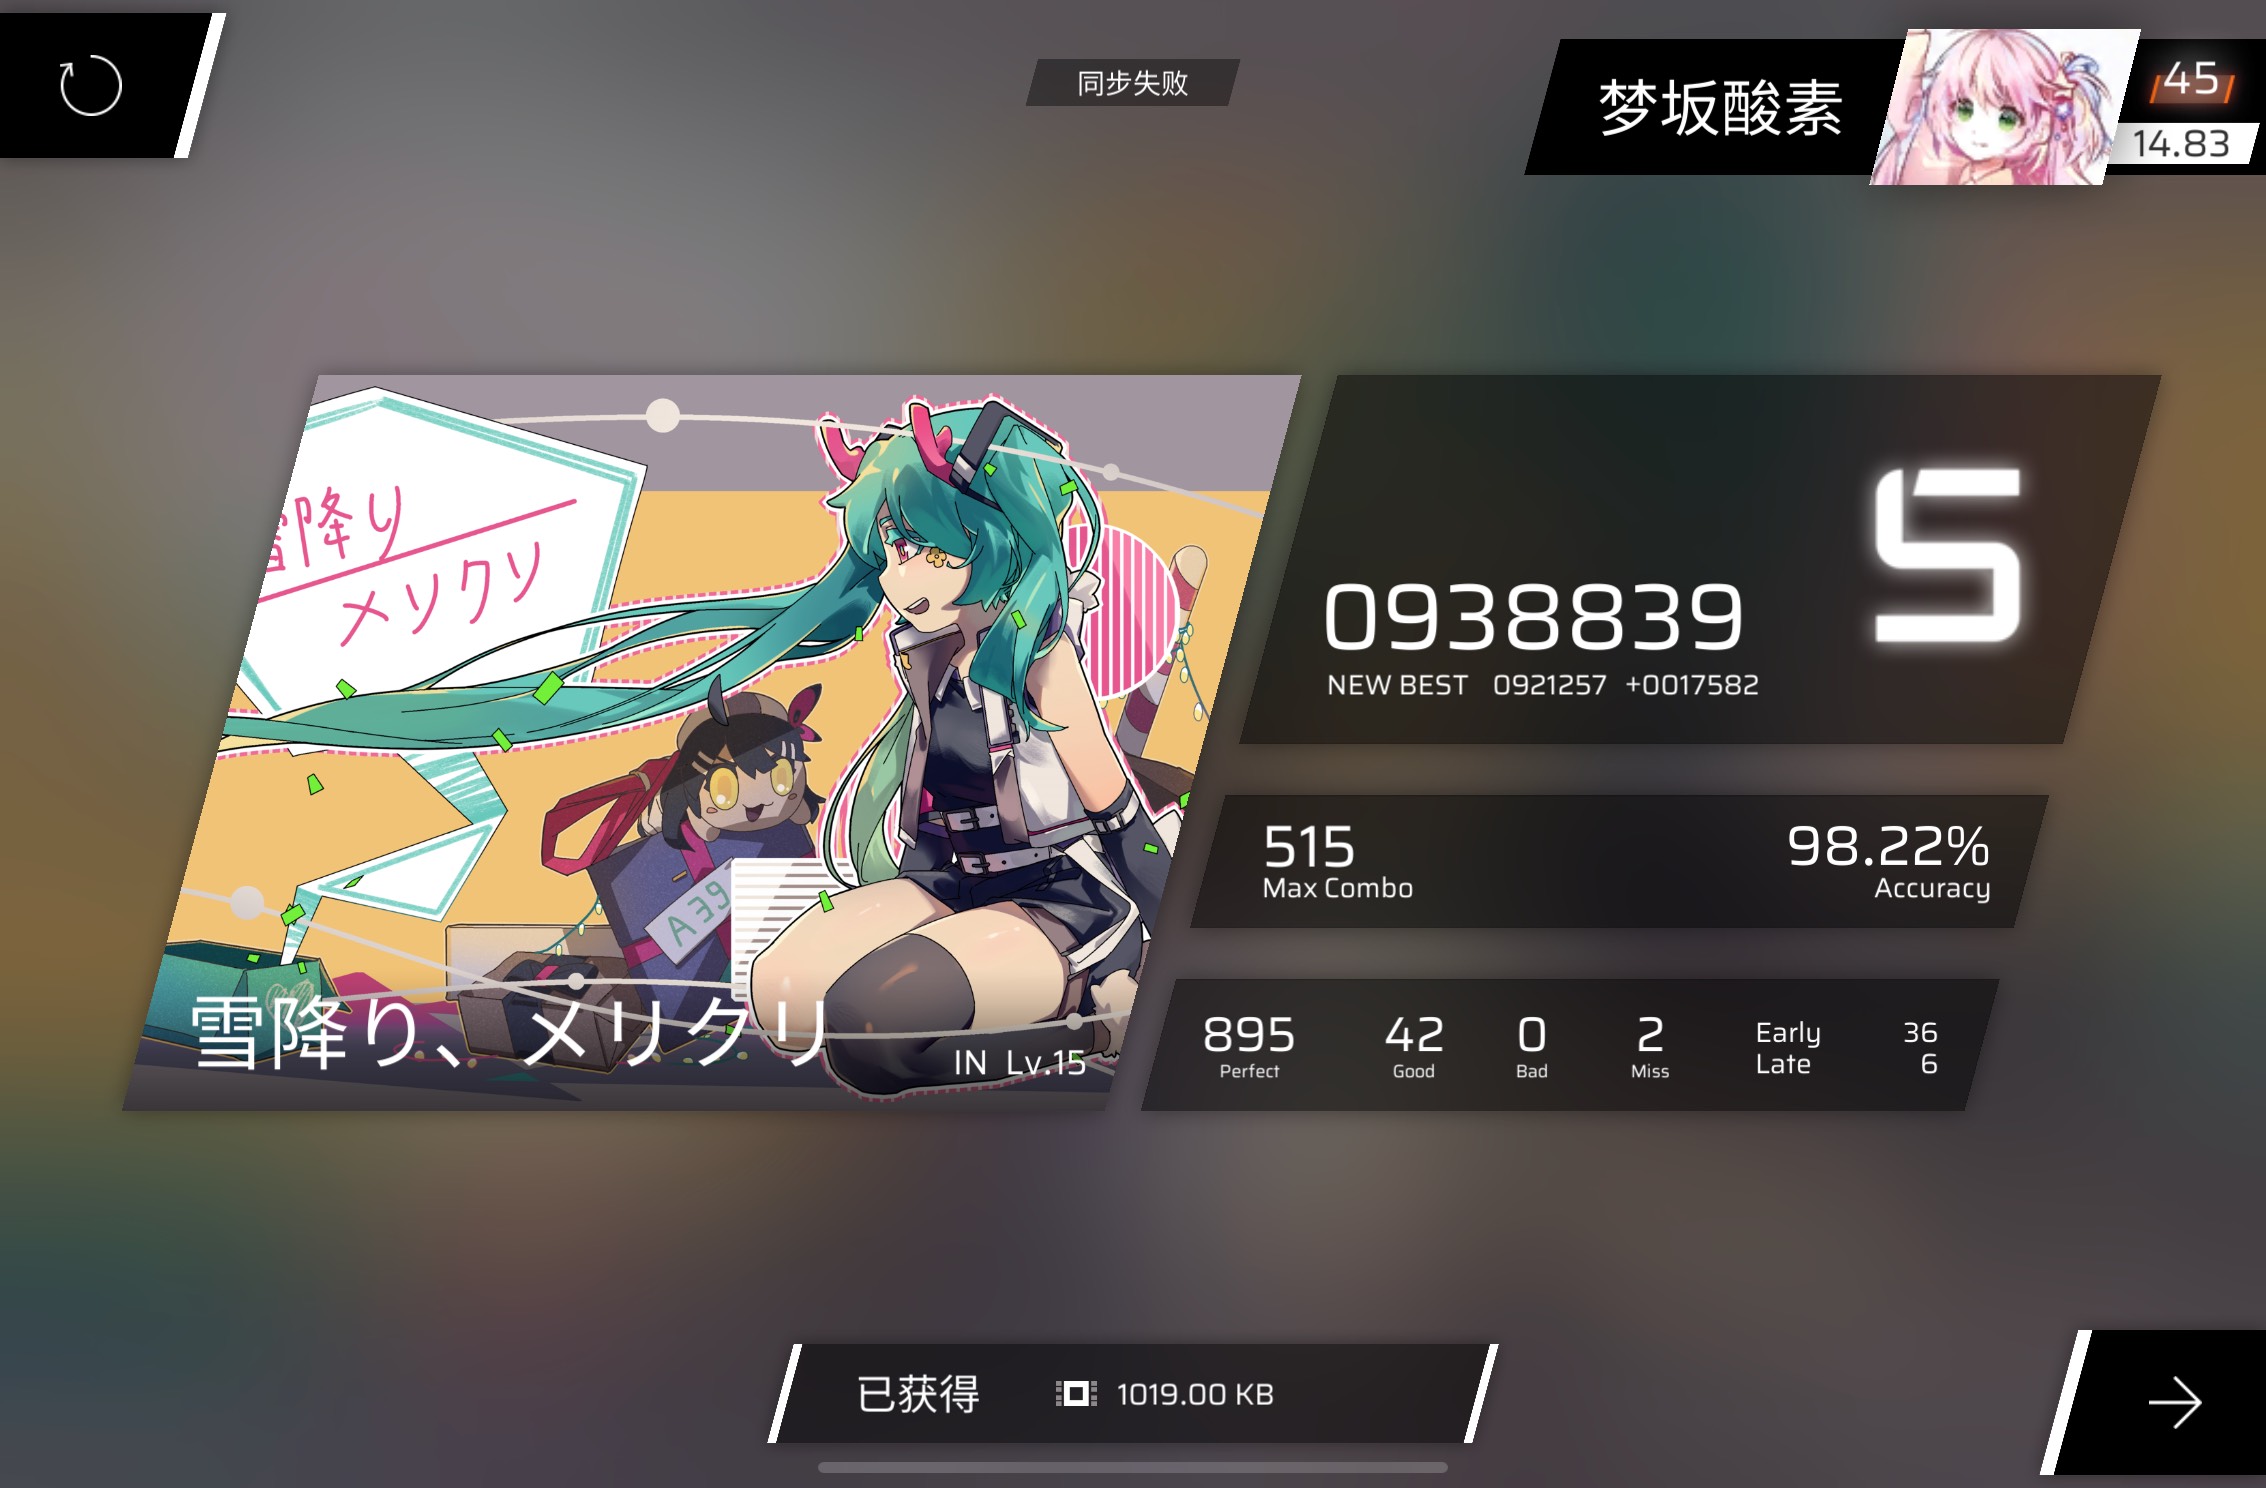 同步失败
梦坂酸素
45
14.83
雪降り
メリクリ
A39
雪降り、メリクリ
IN Lv.15
S
0938839
NEW BEST 0921257 +0017582
515
Max Combo
98.22%
Accuracy
895
Perfect
42
Good
0
Bad
2
Miss
Early 36
Late 6
已获得 1019.00 KB